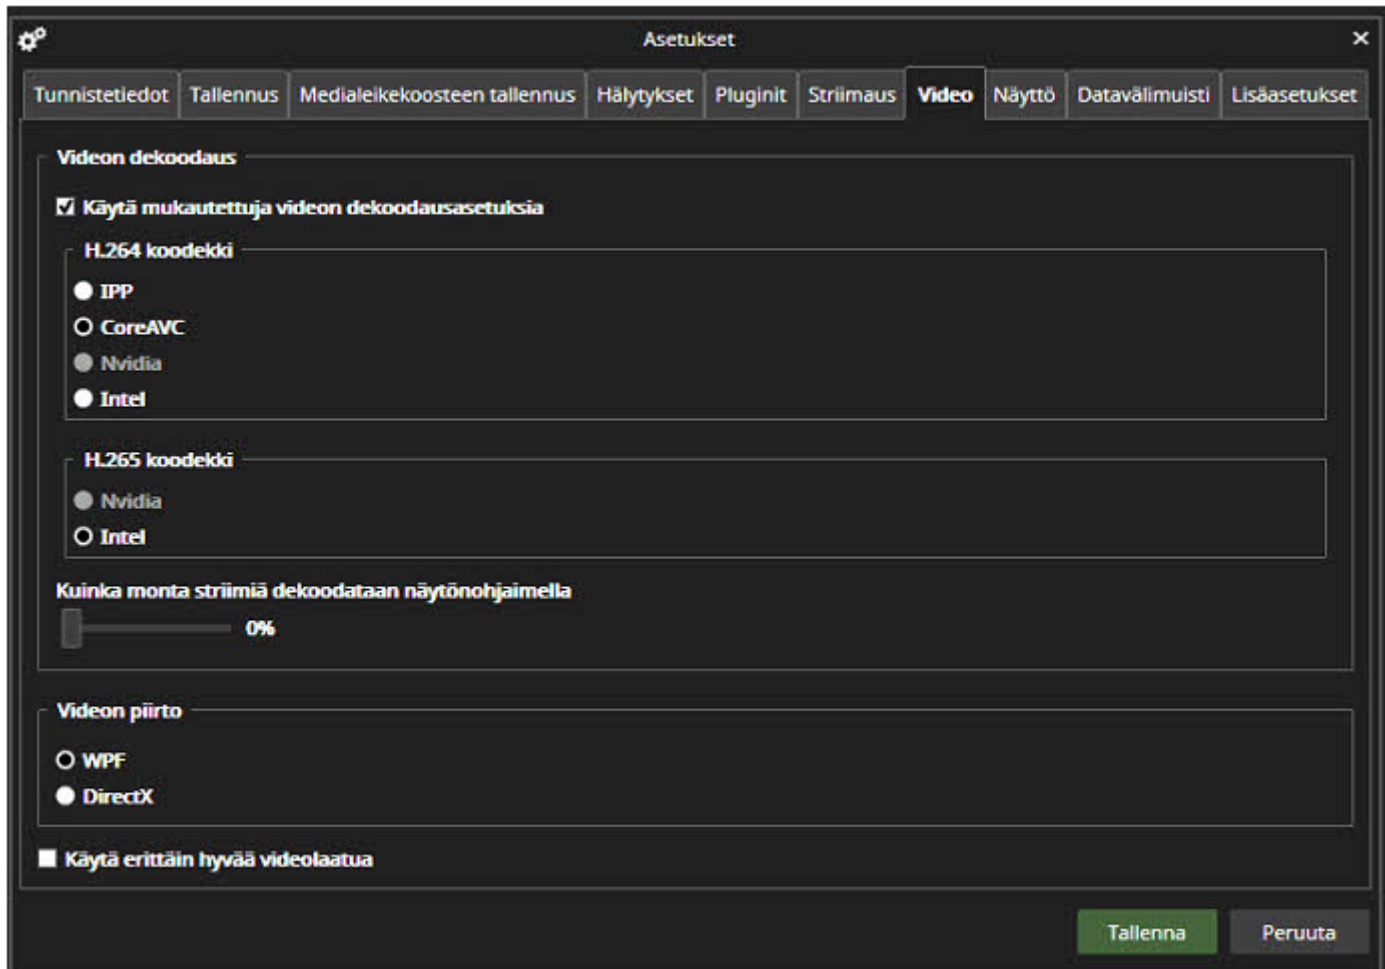 Asetukset
Tunnistetiedot Tallennus Medialeikekoosteen tallennus Hälytykset Pluginit Striimaus Video Näyttö Datavälimuisti Lisäasetukset
Videon dekoodaus
Käytä mukautettuja videon dekoodausasetuksia
H.264 koodekki
IPP
CoreAVC
Nvidia
Intel
H.265 koodekki
Nvidia
Intel
Kuinka monta striimiä dekoodataan näytönohjaimella
0%
Videon piirto
WPF
DirectX
Käytä erittäin hyvää videolaatua
Tallenna Peruuta